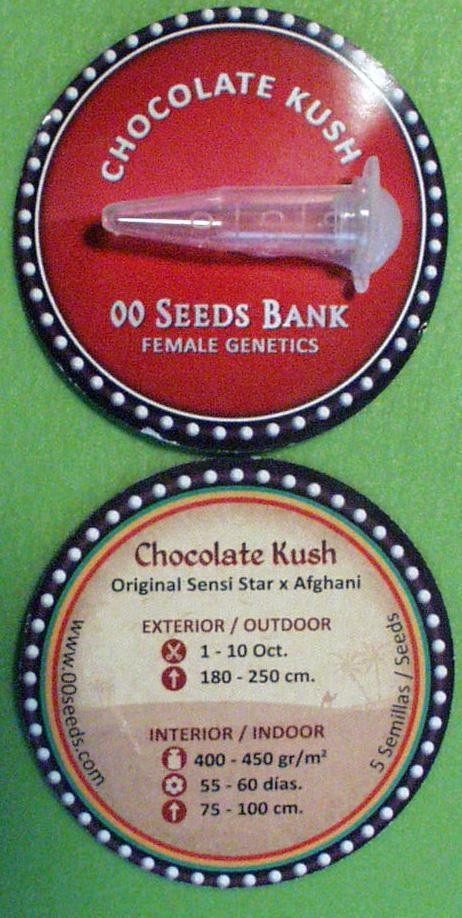 CHOCOLATE KUSH
00 SEEDS BANK
FEMALE GENETICS
Chocolate Kush
Original Sensi Star x Afghani
EXTERIOR / OUTDOOR
1 - 10 Oct.
180 - 250 cm.
INTERIOR / INDOOR
400 - 450 gr/m²
55 - 60 días.
75 - 100 cm.
www.00seeds.com
5 Semillas / Seeds